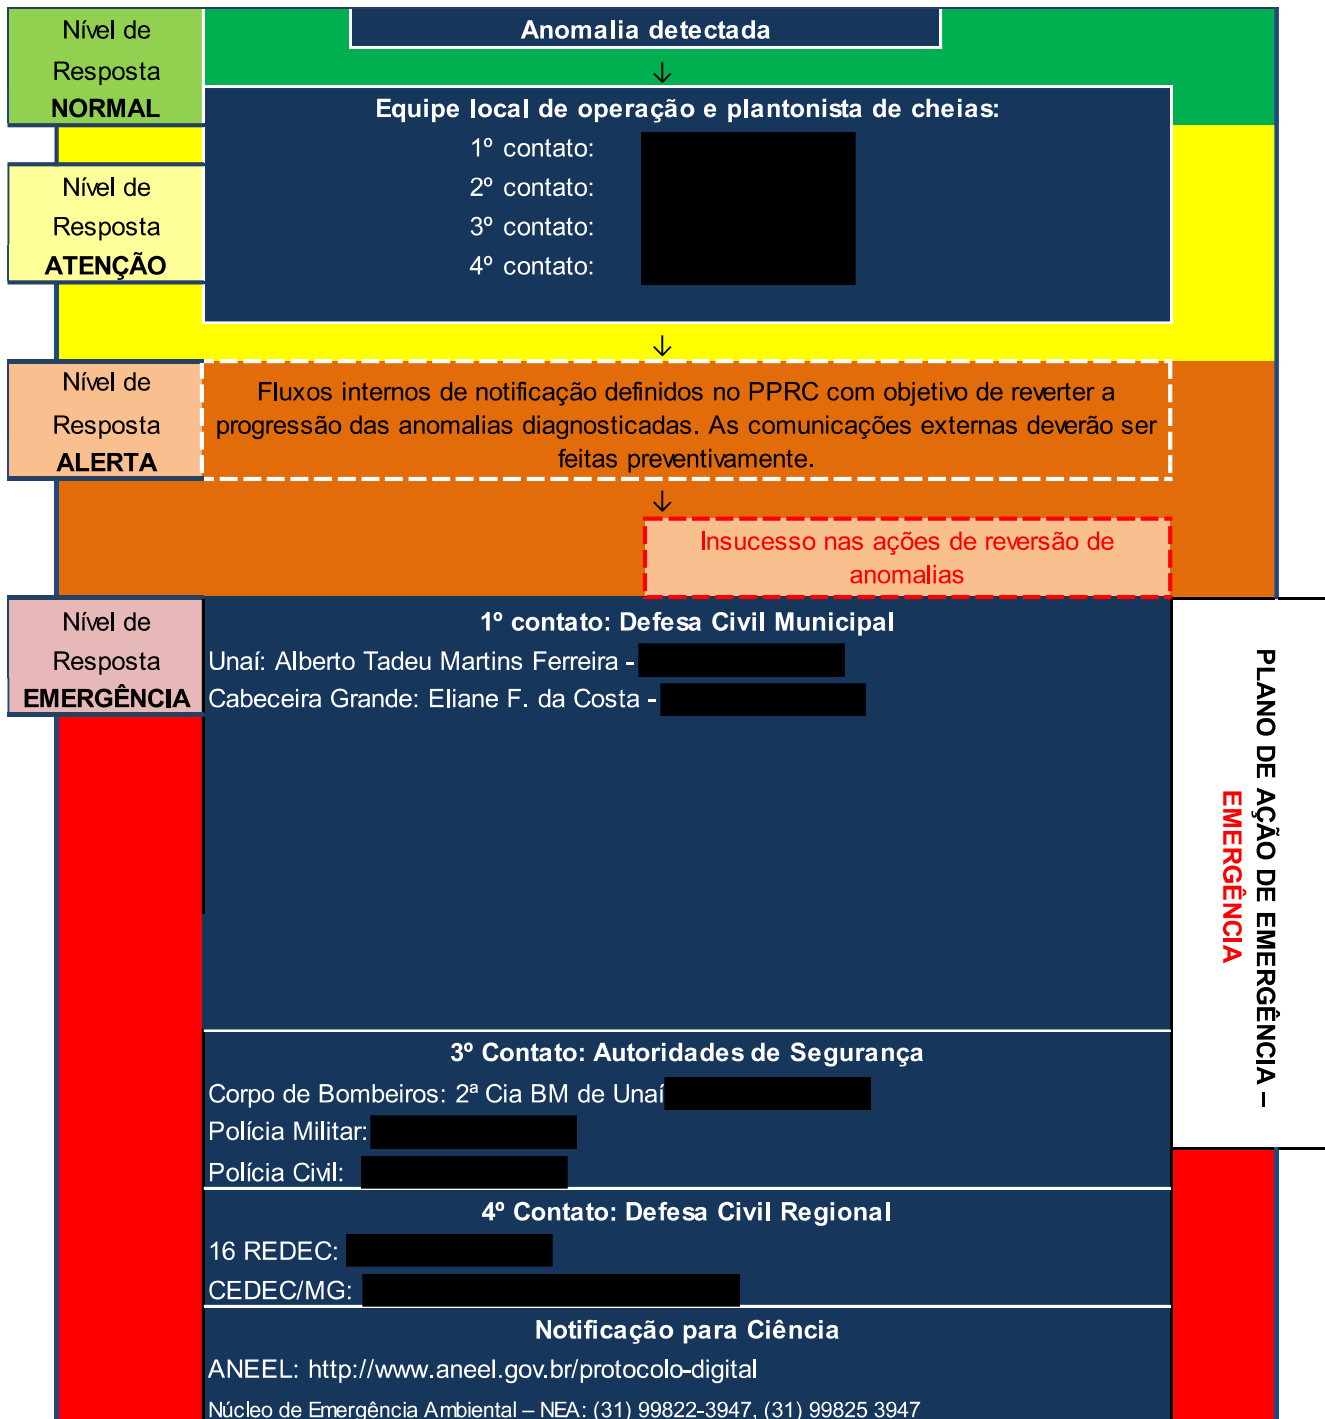 Nível de
Resposta
NORMAL
Anomalia detectada
↓
Equipe local de operação e plantonista de cheias:
1º contato:
2º contato:
3º contato:
4º contato:
Nível de
Resposta
ATENÇÃO
↓
Nível de
Resposta
ALERTA
Fluxos internos de notificação definidos no PPRC com objetivo de reverter a
progressão das anomalias diagnosticadas. As comunicações externas deverão ser
feitas preventivamente.
↓
Insucesso nas ações de reversão de
anomalias
Nível de
Resposta
EMERGÊNCIA
1º contato: Defesa Civil Municipal
Unaí: Alberto Tadeu Martins Ferreira -
Cabeceira Grande: Eliane F. da Costa -
PLANO DE AÇÃO DE EMERGÊNCIA –
EMERGÊNCIA
3º Contato: Autoridades de Segurança
Corpo de Bombeiros: 2ª Cia BM de Unaí
Polícia Militar:
Polícia Civil:
4º Contato: Defesa Civil Regional
16 REDEC:
CEDEC/MG:
Notificação para Ciência
ANEEL: http://www.aneel.gov.br/protocolo-digital
Núcleo de Emergência Ambiental – NEA: (31) 99822-3947, (31) 99825 3947